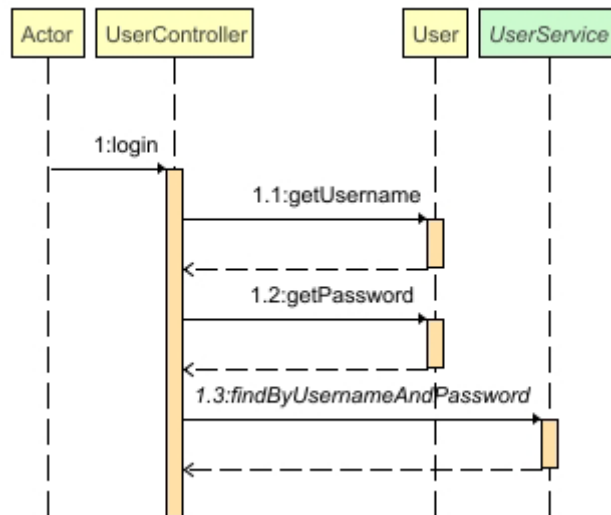 Actor
UserController
User
UserService
1:login
1.1:getUsername
1.2:getPassword
1.3:findByUsernameAndPassword